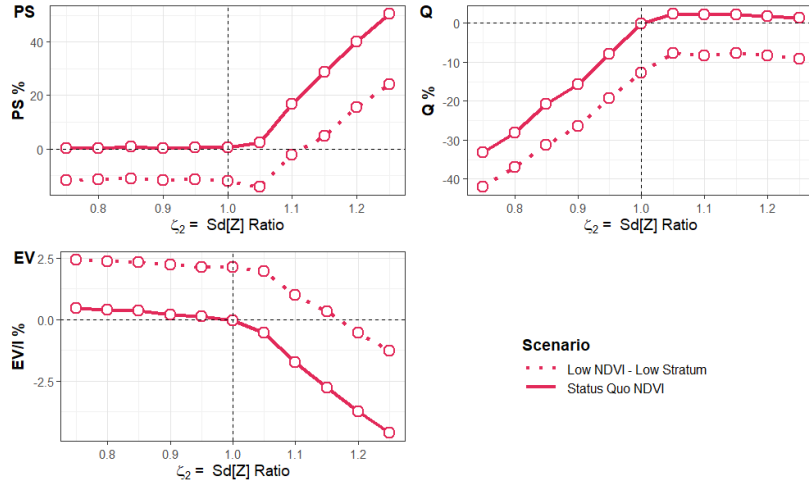 PS
PS %
40
20
0
0.8 0.9 1.0 1.1 1.2
ζ2 = Sd[Z] Ratio
Q
Q %
0
-10
-20
-30
-40
0.8 0.9 1.0 1.1 1.2
ζ2 = Sd[Z] Ratio
EV
EV/I %
2.5
0.0
-2.5
0.8 0.9 1.0 1.1 1.2
ζ2 = Sd[Z] Ratio
Scenario
Low NDVI - Low Stratum
Status Quo NDVI